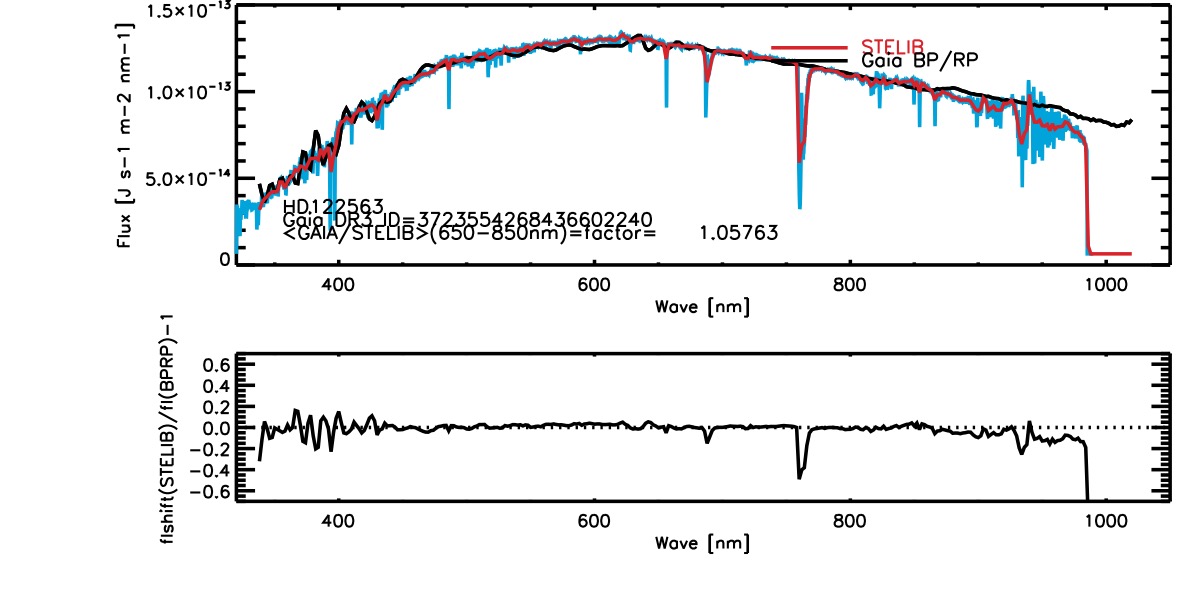 1.5×10⁻¹³
1.0×10⁻¹³
5.0×10⁻¹⁴
0
Flux [J s−1 m−2 nm−1]
STELIB
Gaia BP/RP
HD.122563
Gaia DR3 ID=3723554268436602240
<GAIA/STELIB>(650−850nm)=factor= 1.05763
400 600 800 1000
Wave [nm]
flshift(STELIB)/fl(BPRP)−1
0.6
0.4
0.2
0.0
−0.2
−0.4
−0.6
400 600 800 1000
Wave [nm]